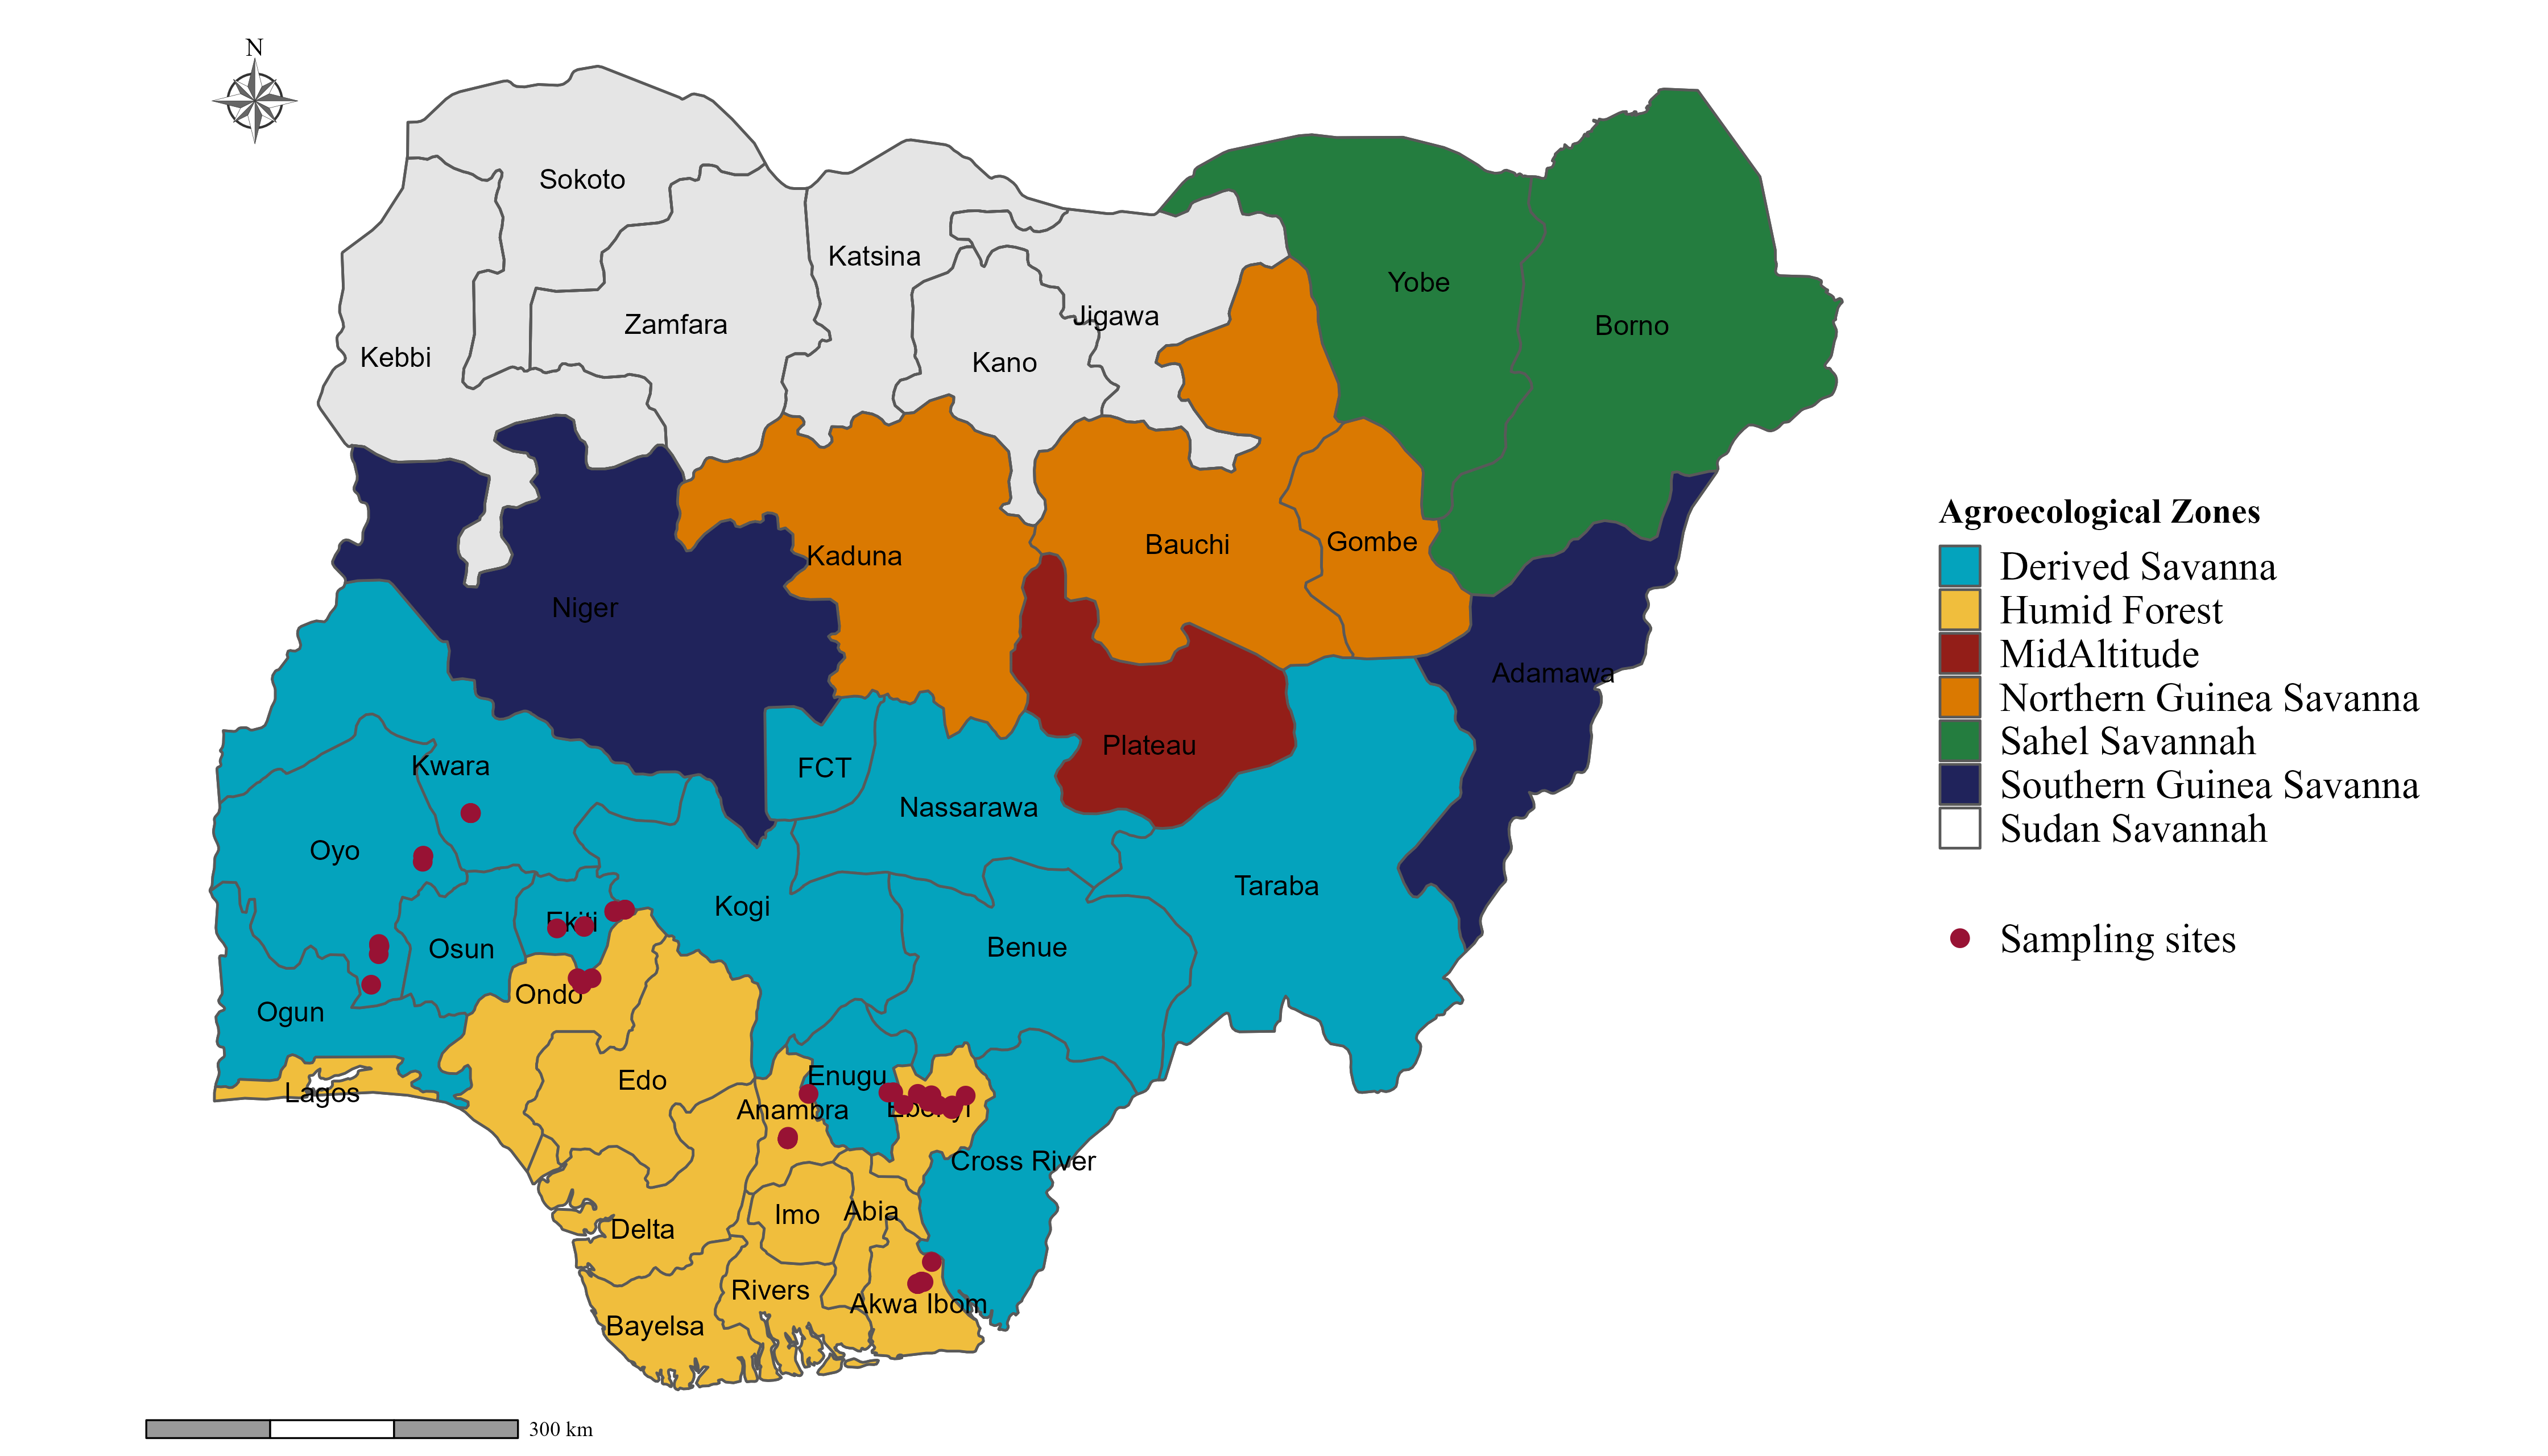 N
Sokoto
Katsina
Yobe
Jigawa
Zamfara
Borno
Kebbi
Kano
Bauchi
Gombe
Kaduna
Niger
Adamawa
Plateau
Kwara
FCT
Nassarawa
Oyo
Taraba
Kogi
Ekiti
Osun
Benue
Ondo
Ogun
Enugu
Edo
Lagos
Anambra
Ebonyi
Cross River
Abia
Imo
Delta
Rivers
Akwa Ibom
Bayelsa
300 km
Agroecological Zones
Derived Savanna
Humid Forest
MidAltitude
Northern Guinea Savanna
Sahel Savannah
Southern Guinea Savanna
Sudan Savannah
Sampling sites